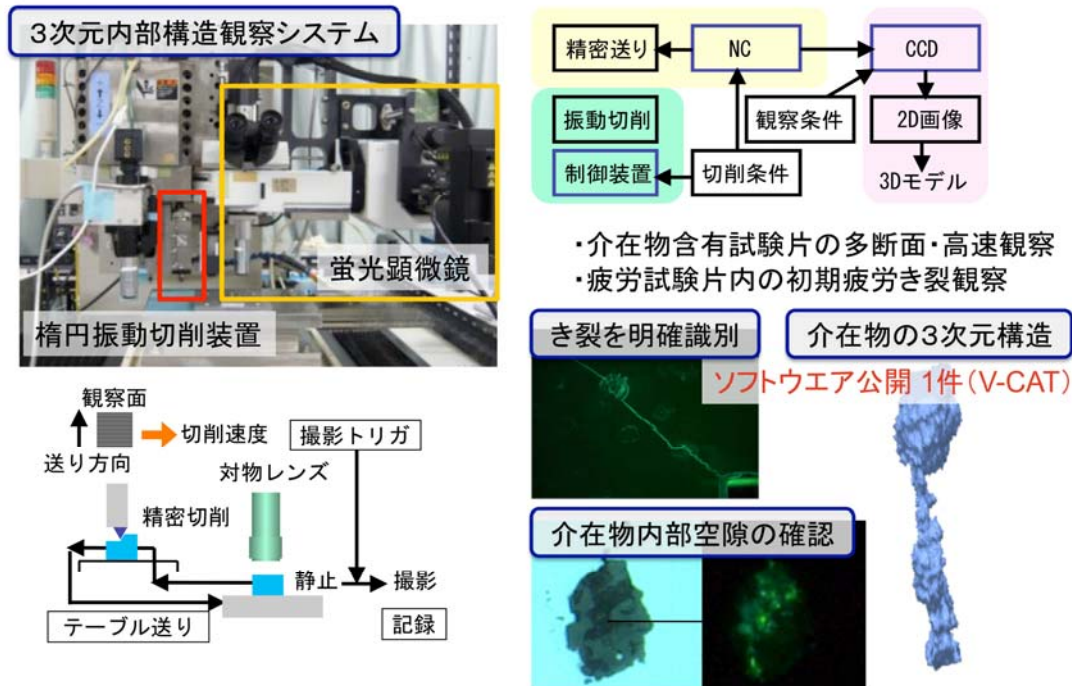 3次元内部構造観察システム
蛍光顕微鏡
楕円振動切削装置
観察面
切削速度
送り方向
撮影トリガ
対物レンズ
精密切削
静止
撮影
テーブル送り
記録
精密送り
NC
CCD
振動切削
観察条件
2D画像
制御装置
切削条件
3Dモデル
・介在物含有試験片の多断面・高速観察
・疲労試験片内の初期疲労き裂観察
き裂を明確識別
介在物の3次元構造
ソフトウエア公開 1件(V-CAT)
介在物内部空隙の確認